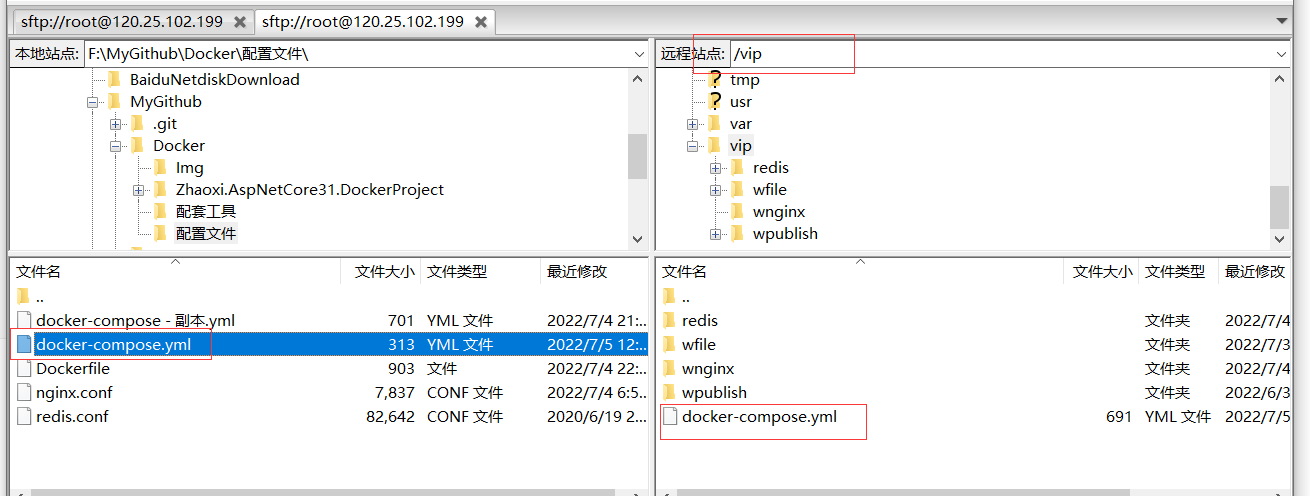 sftp://root@120.25.102.199 sftp://root@120.25.102.199
本地站点: F:\MyGithub\Docker\配置文件\
BaiduNetdiskDownload
MyGithub
.git
Docker
Img
Zhaoxi.AspNetCore31.DockerProject
配套工具
配置文件
远程站点: /vip
? tmp
? usr
var
vip
redis
wfile
wnginx
wpublish
文件名 文件大小 文件类型 最近修改
..
docker-compose - 副本.yml 701 YML 文件 2022/7/4 21:...
docker-compose.yml 313 YML 文件 2022/7/5 12:...
Dockerfile 903 文件 2022/7/4 22:...
nginx.conf 7,837 CONF 文件 2022/7/4 6:5...
redis.conf 82,642 CONF 文件 2020/6/19 2...
文件名 文件大小 文件类型 最近修改
..
redis 文件夹 2022/7/4
wfile 文件夹 2022/7/3
wnginx 文件夹 2022/7/4
wpublish 文件夹 2022/6/3
docker-compose.yml 691 YML 文件 2022/7/5